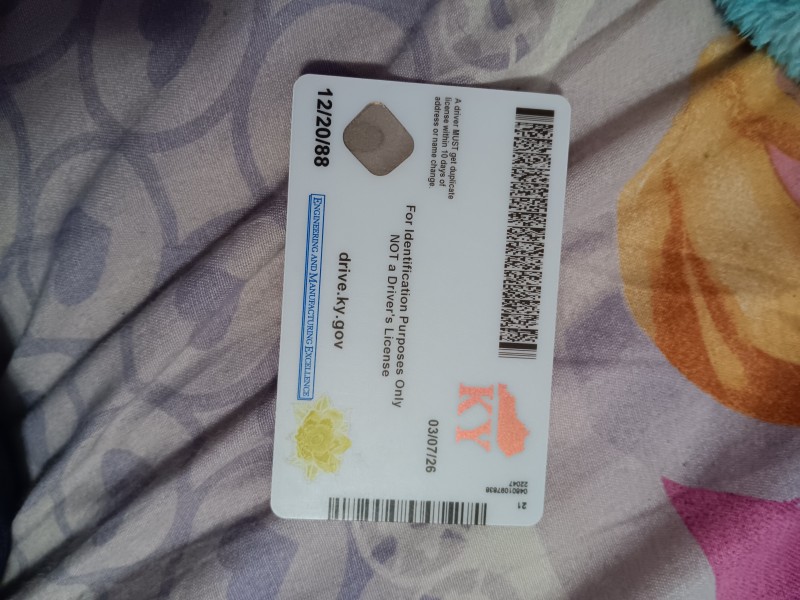 A driver MUST get duplicate
license within 10 days of
address or name change.
12/20/88
For Identification Purposes Only
NOT a Driver's License
drive.ky.gov
ENGINEERING AND MANUFACTURING EXCELLENCE
KY
03/07/26
21
04801097638
22047